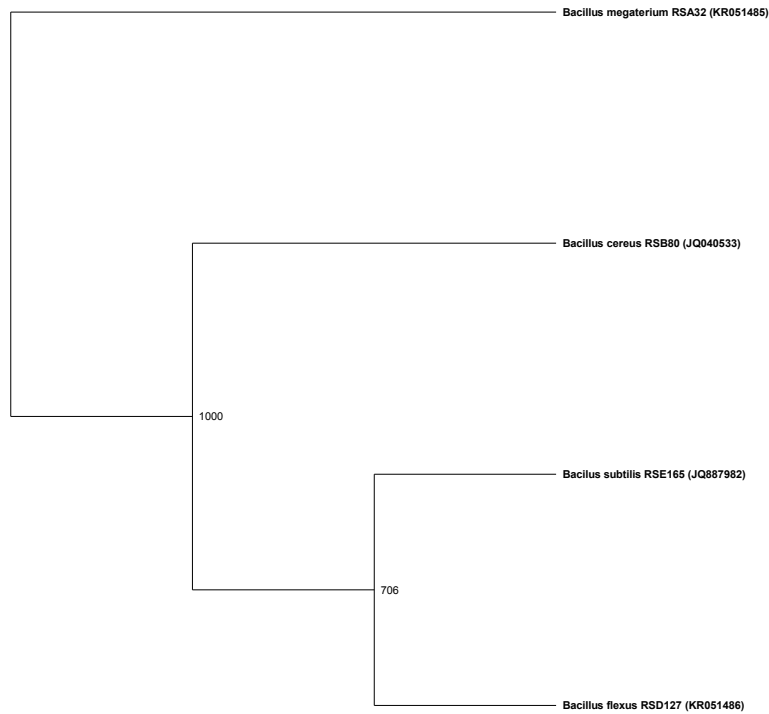 Bacillus megaterium RSA32 (KR051485)
Bacillus cereus RSB80 (JQ040533)
1000
Bacilus subtilis RSE165 (JQ887982)
706
Bacillus flexus RSD127 (KR051486)